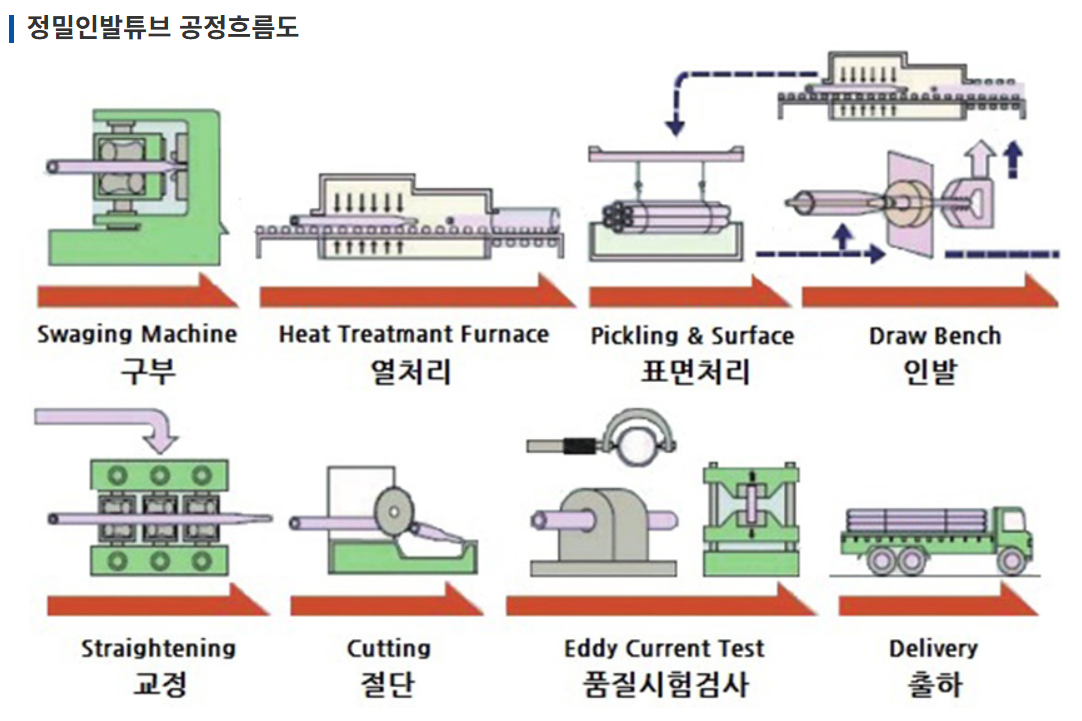 정밀인발튜브 공정흐름도
Swaging Machine
구부
Heat Treatmant Furnace
열처리
Pickling & Surface
표면처리
Draw Bench
인발
Straightening
교정
Cutting
절단
Eddy Current Test
품질시험검사
Delivery
출하